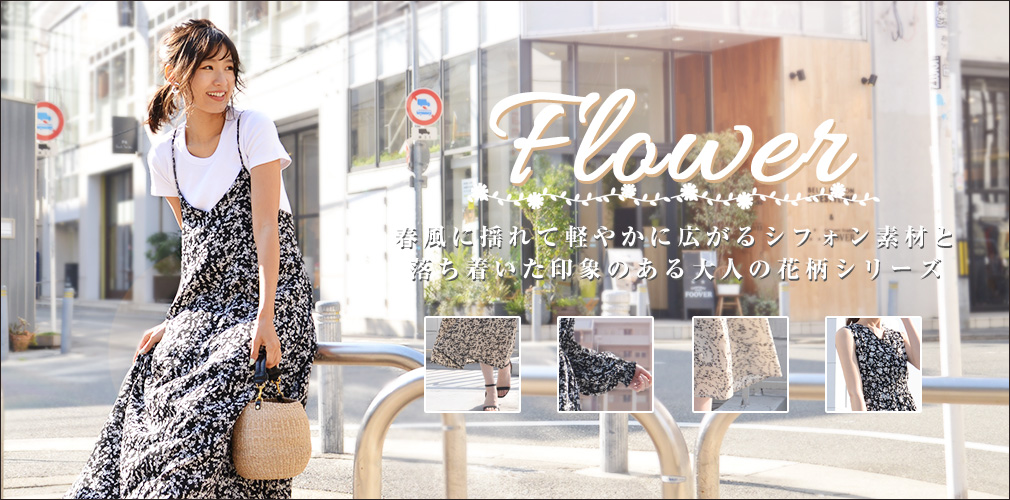 Flower
春風に揺れて軽やかに広がるシフォン素材と
落ち着いた印象のある大人の花柄シリーズ